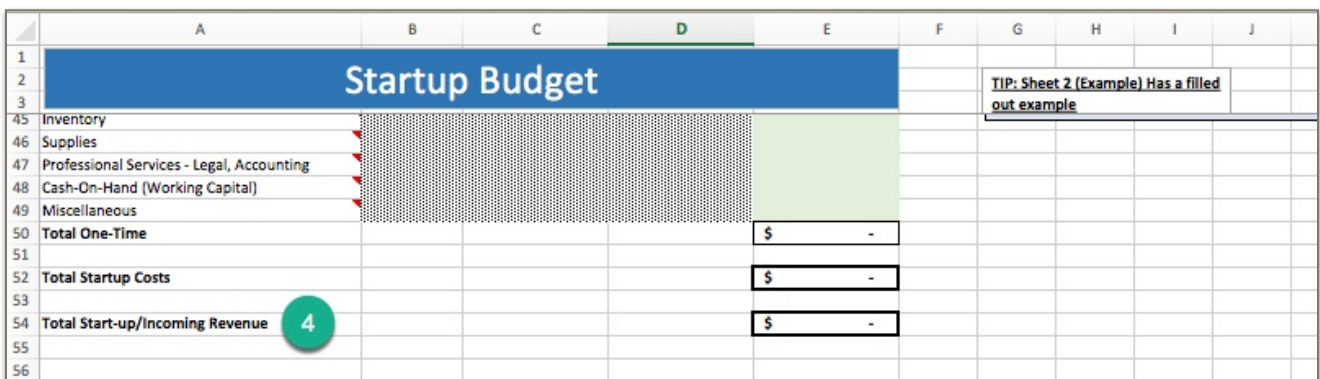 A B C D E F G H I J
1
2 Startup Budget TIP: Sheet 2 (Example) Has a filled
3 out example
45 Inventory
46 Supplies
47 Professional Services - Legal, Accounting
48 Cash-On-Hand (Working Capital)
49 Miscellaneous
50 Total One-Time $ -
51
52 Total Startup Costs $ -
53
54 Total Start-up/Incoming Revenue 4 $ -
55
56